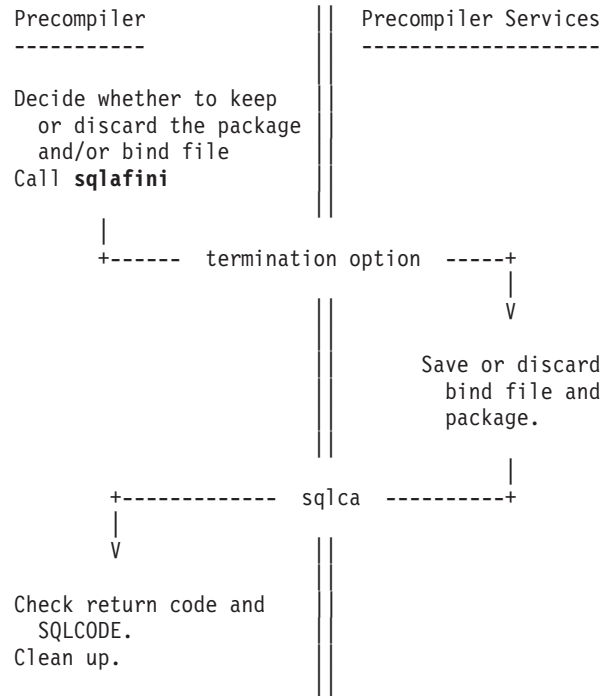 Precompiler || Precompiler Services
----------- || --------------------
Decide whether to keep
or discard the package
and/or bind file
Call sqlafini
|
+------ termination option -----+
|
V
Save or discard
bind file and
package.
|
+------------- sqlca ----------+
|
V
Check return code and
SQLCODE.
Clean up.